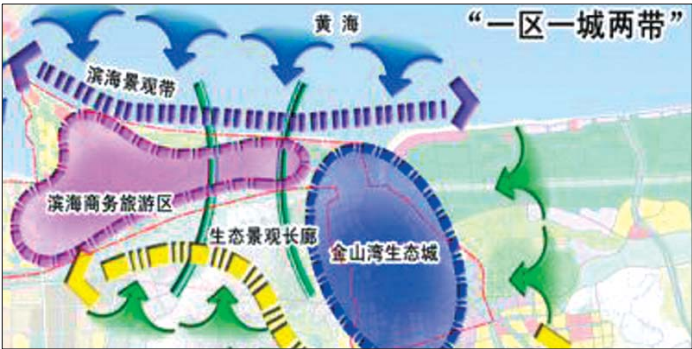 黄海
“一区一城两带”
滨海景观带
滨海商务旅游区
生态景观长廊
金山湾生态城